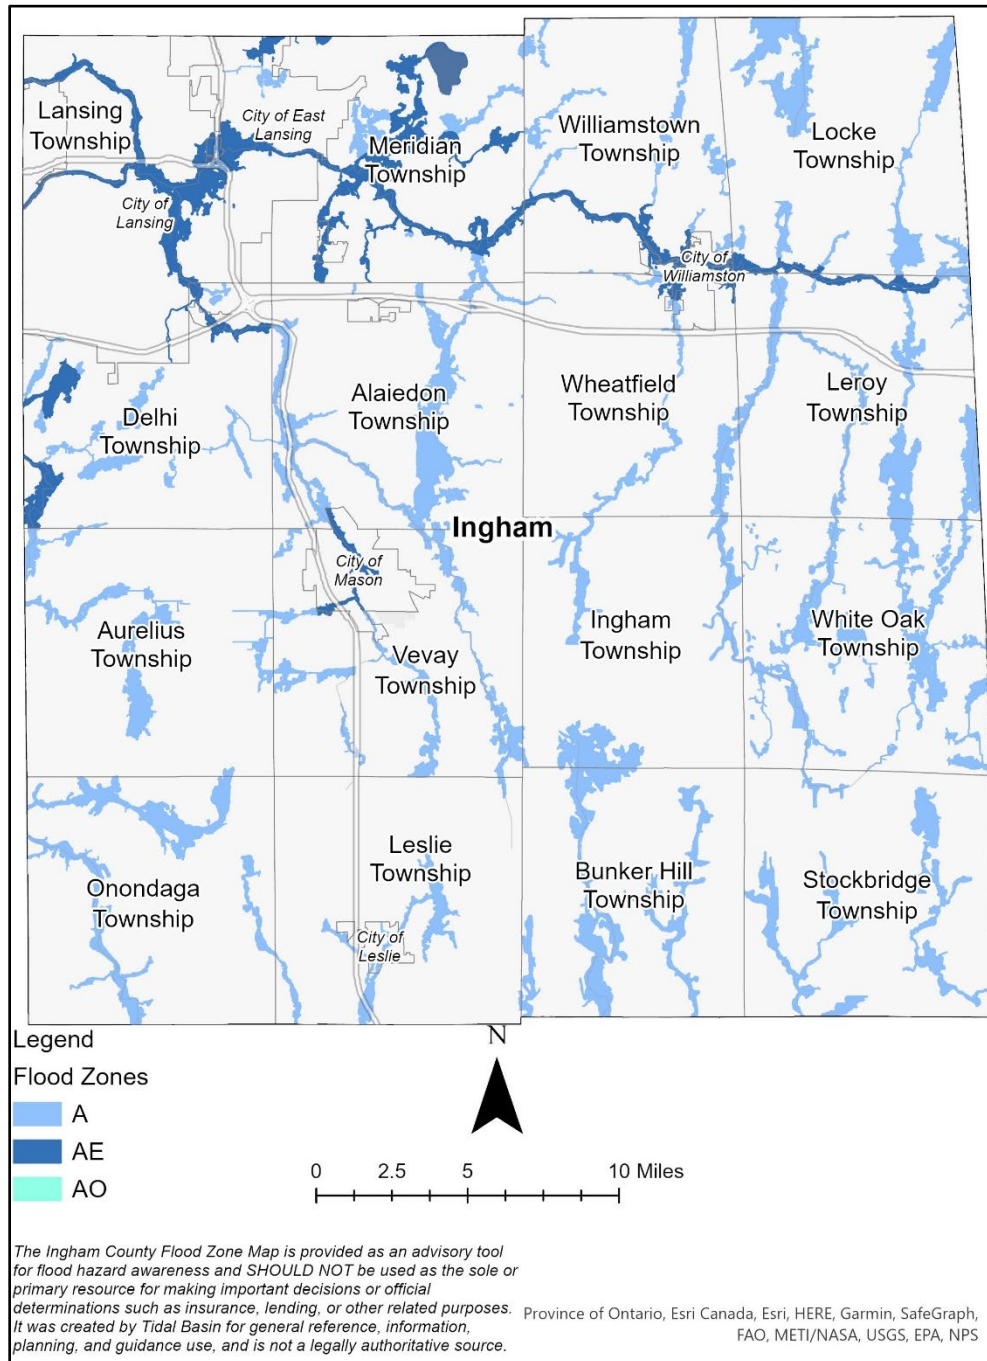 Lansing
Township
City of East
Lansing
Meridian
Township
Williamstown
Township
Locke
Township
City of
Lansing
City of
Williamston
Delhi
Township
Alaiedon
Township
Wheatfield
Township
Leroy
Township
Ingham
City of
Mason
Aurelius
Township
Vevay
Township
Ingham
Township
White Oak
Township
Onondaga
Township
Leslie
Township
Bunker Hill
Township
Stockbridge
Township
City of
Leslie
Legend
Flood Zones
A
AE
AO
N
0 2.5 5 10 Miles
The Ingham County Flood Zone Map is provided as an advisory tool
for flood hazard awareness and SHOULD NOT be used as the sole or
primary resource for making important decisions or official
determinations such as insurance, lending, or other related purposes.
It was created by Tidal Basin for general reference, information,
planning, and guidance use, and is not a legally authoritative source.
Province of Ontario, Esri Canada, Esri, HERE, Garmin, SafeGraph,
FAO, METI/NASA, USGS, EPA, NPS